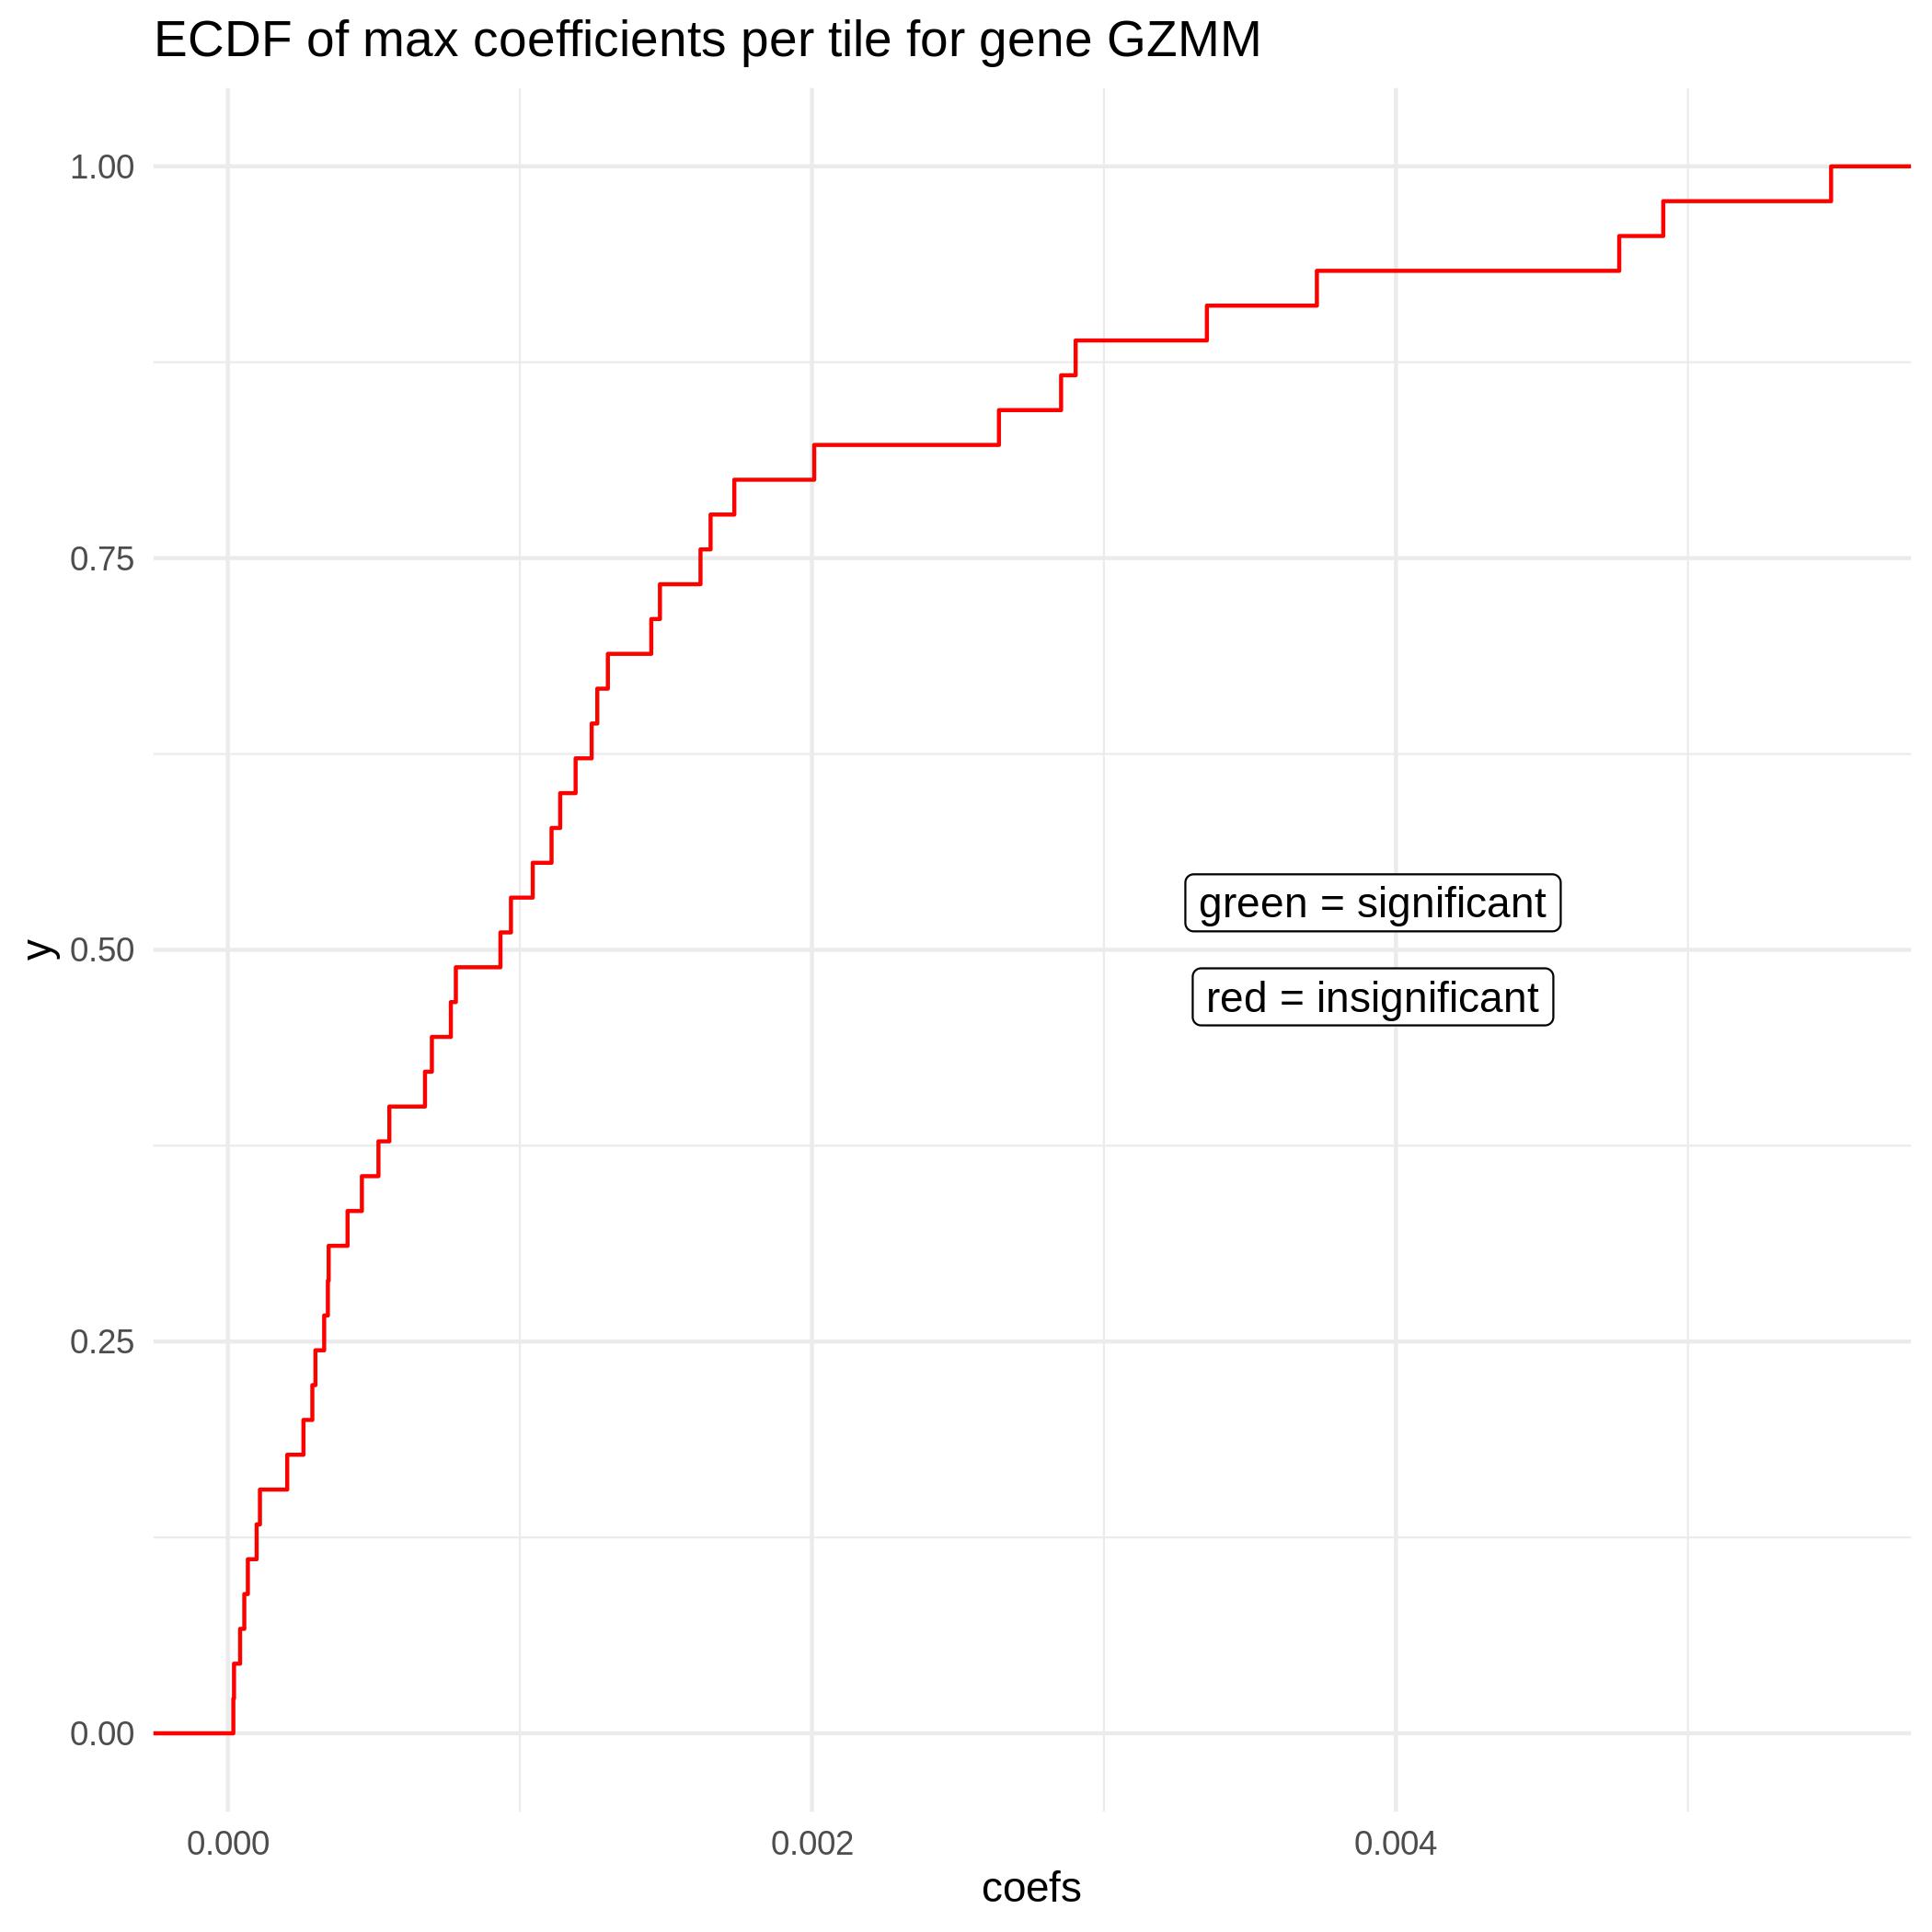 ECDF of max coefficients per tile for gene GZMM
1.00
0.75
0.50
0.25
0.00
y
green = significant
red = insignificant
0.000 0.002 0.004
coefs